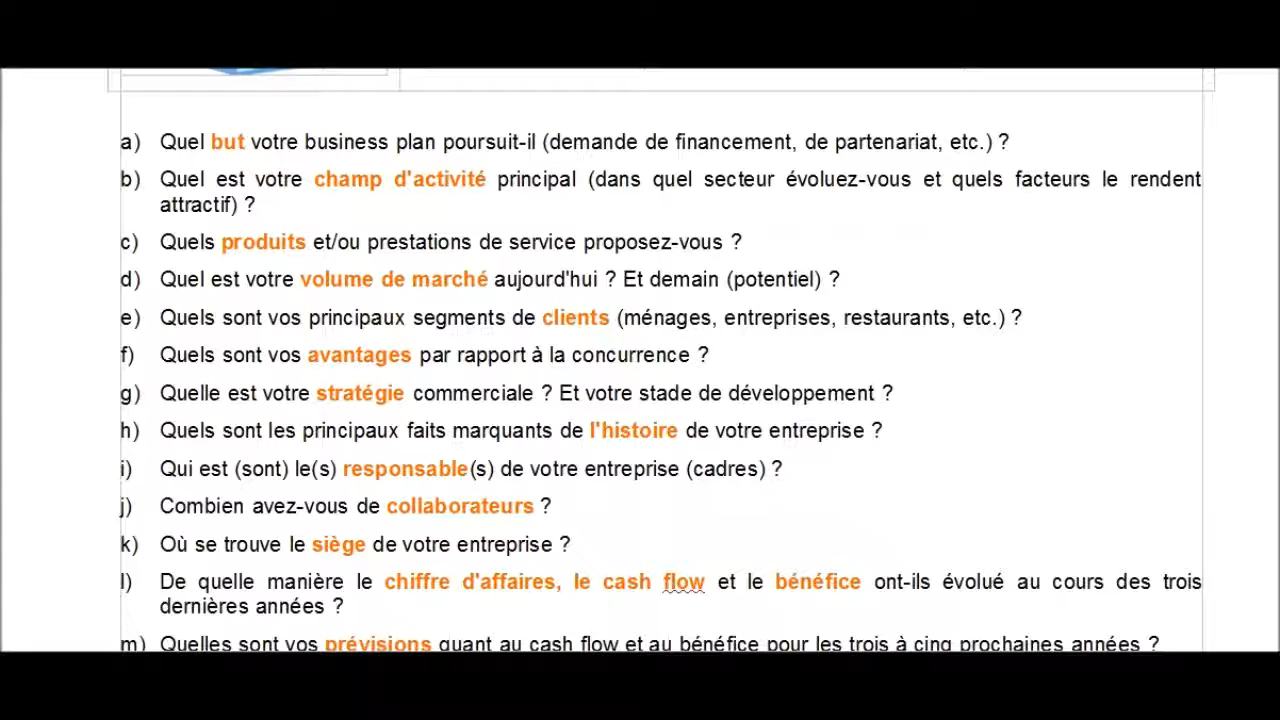 a) Quel but votre business plan poursuit-il (demande de financement, de partenariat, etc.) ?
b) Quel est votre champ d'activité principal (dans quel secteur évoluez-vous et quels facteurs le rendent
attractif) ?
c) Quels produits et/ou prestations de service proposez-vous ?
d) Quel est votre volume de marché aujourd'hui ? Et demain (potentiel) ?
e) Quels sont vos principaux segments de clients (ménages, entreprises, restaurants, etc.) ?
f) Quels sont vos avantages par rapport à la concurrence ?
g) Quelle est votre stratégie commerciale ? Et votre stade de développement ?
h) Quels sont les principaux faits marquants de l'histoire de votre entreprise ?
i) Qui est (sont) le(s) responsable(s) de votre entreprise (cadres) ?
j) Combien avez-vous de collaborateurs ?
k) Où se trouve le siège de votre entreprise ?
l) De quelle manière le chiffre d'affaires, le cash flow et le bénéfice ont-ils évolué au cours des trois
dernières années ?
m) Quelles sont vos prévisions quant au cash flow et au bénéfice pour les trois à cinq prochaines années ?